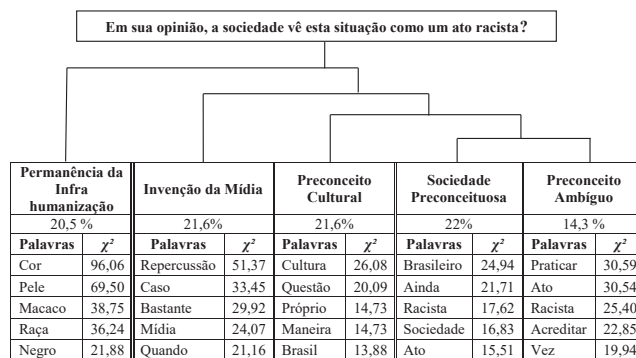 Em sua opinião, a sociedade vê esta situação como um ato racista?
Permanência da Infra humanização
20,5 %
Palavras χ²
Cor 96,06
Pele 69,50
Macaco 38,75
Raça 36,24
Negro 21,88
Invenção da Mídia
21,6%
Palavras χ²
Repercussão 51,37
Caso 33,45
Bastante 29,92
Mídia 24,07
Quando 21,16
Preconceito Cultural
21,6%
Palavras χ²
Cultura 26,08
Questão 20,09
Próprio 14,73
Maneira 14,73
Brasil 13,88
Sociedade Preconceituosa
22%
Palavras χ²
Brasileiro 24,94
Ainda 21,71
Racista 17,62
Sociedade 16,83
Ato 15,51
Preconceito Ambíguo
14,3 %
Palavras χ²
Praticar 30,59
Ato 30,54
Racista 25,40
Acreditar 22,85
Vez 19,94